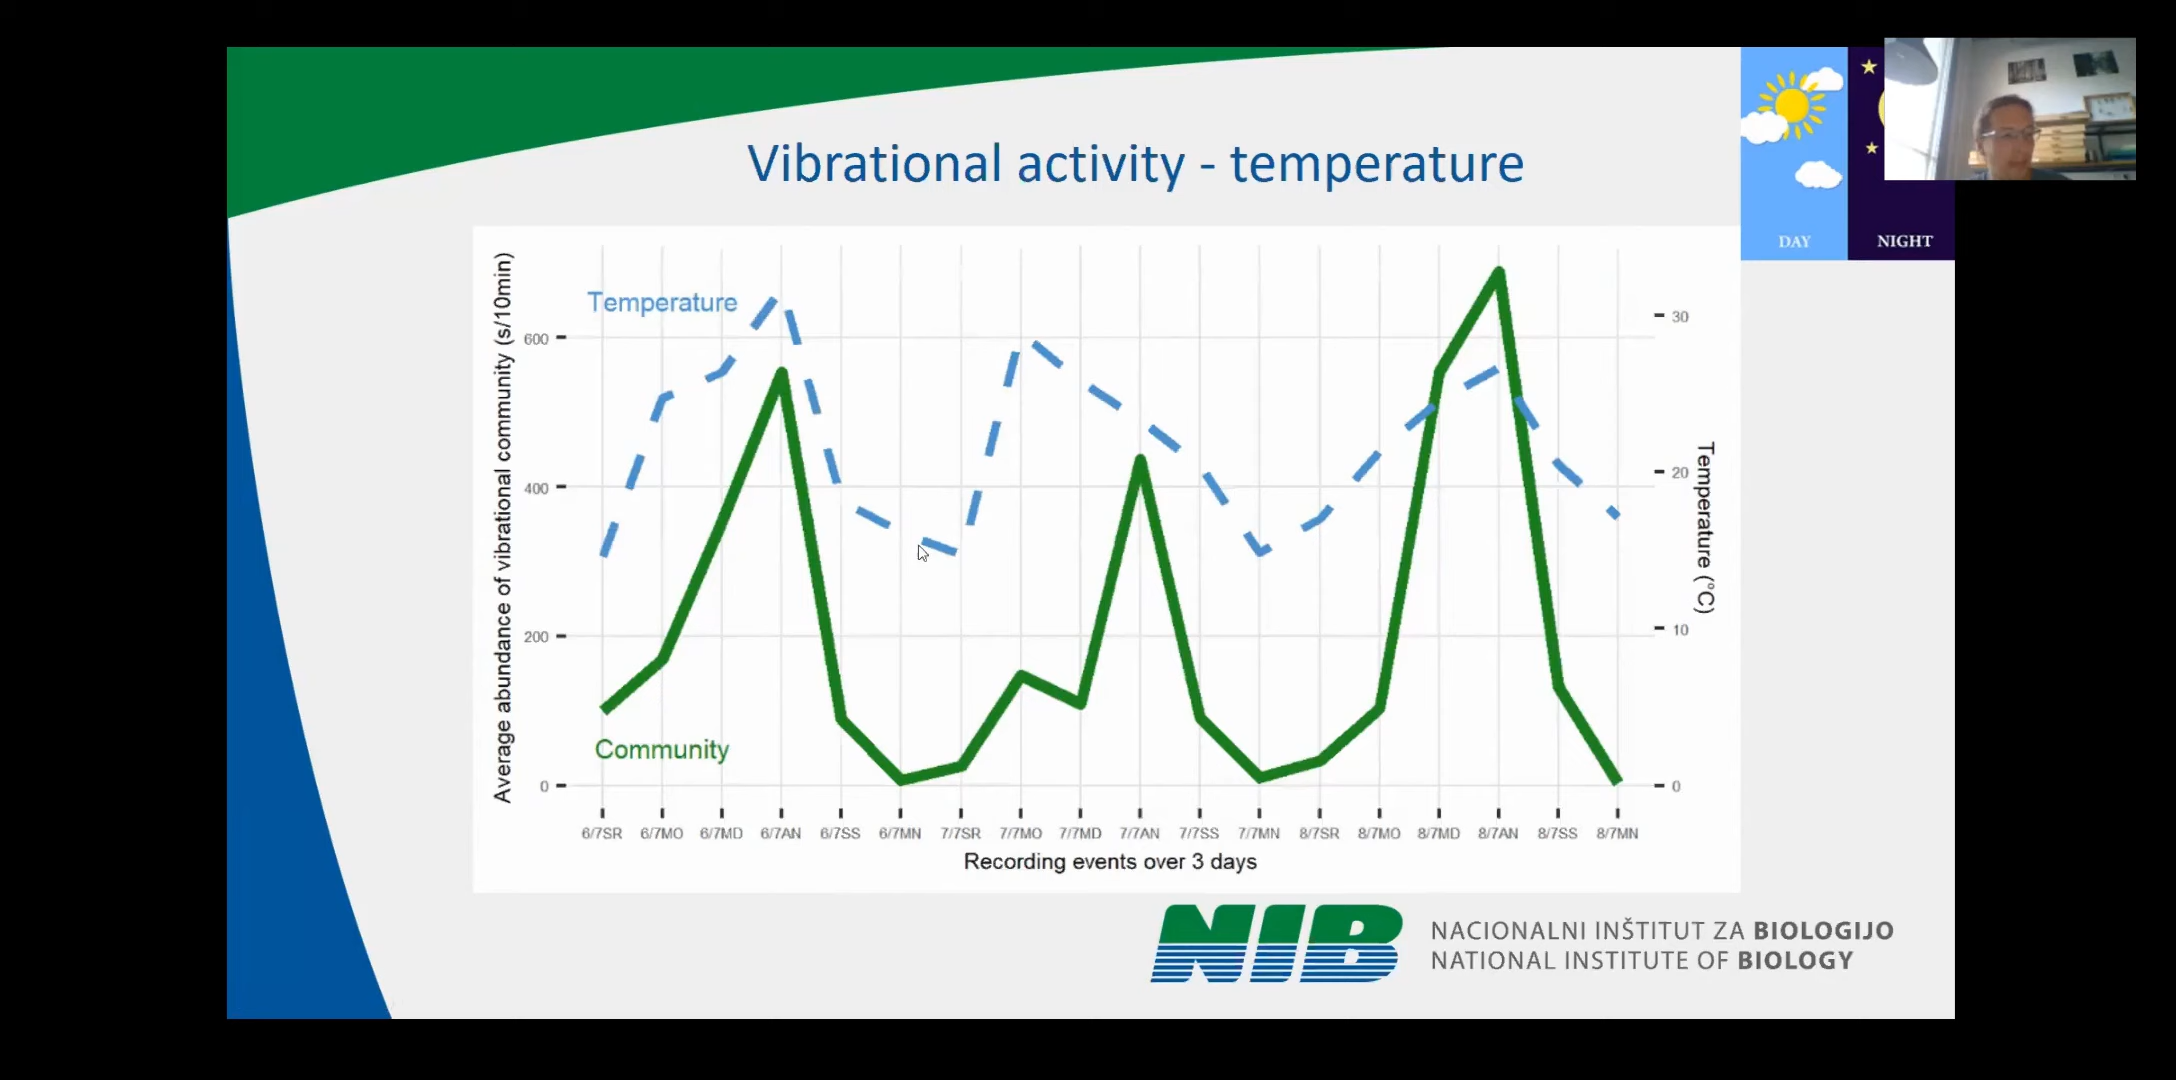 Vibrational activity - temperature
DAY
NIGHT
Average abundance of vibrational community (s/10min)
Temperature
Community
600
400
200
0
30
20
10
0
Temperature (°C)
6/7SR 6/7MO 6/7MD 6/7AN 6/7SS 6/7MN 7/7SR 7/7MO 7/7MD 7/7AN 7/7SS 7/7MN 8/7SR 8/7MO 8/7MD 8/7AN 8/7SS 8/7MN
Recording events over 3 days
NIB
NACIONALNI INŠTITUT ZA BIOLOGIJO
NATIONAL INSTITUTE OF BIOLOGY